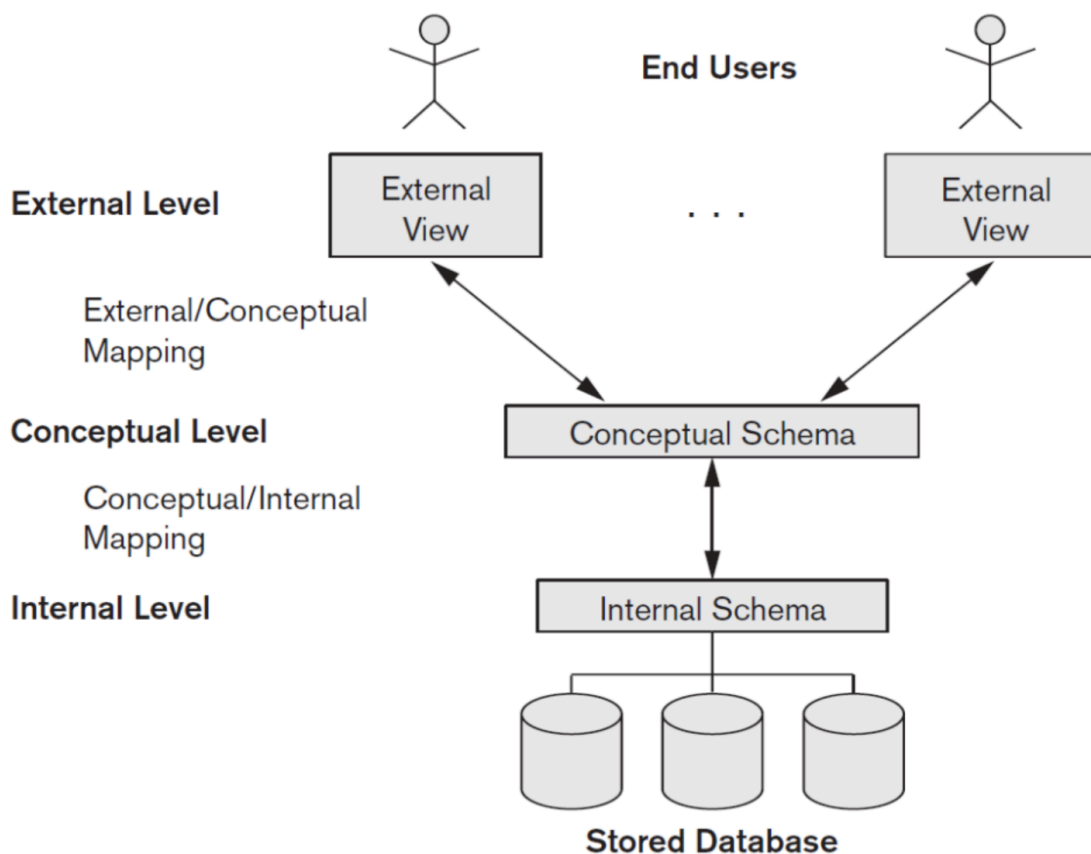 End Users
External Level
External
View
. . .
External
View
External/Conceptual
Mapping
Conceptual Level
Conceptual Schema
Conceptual/Internal
Mapping
Internal Level
Internal Schema
Stored Database